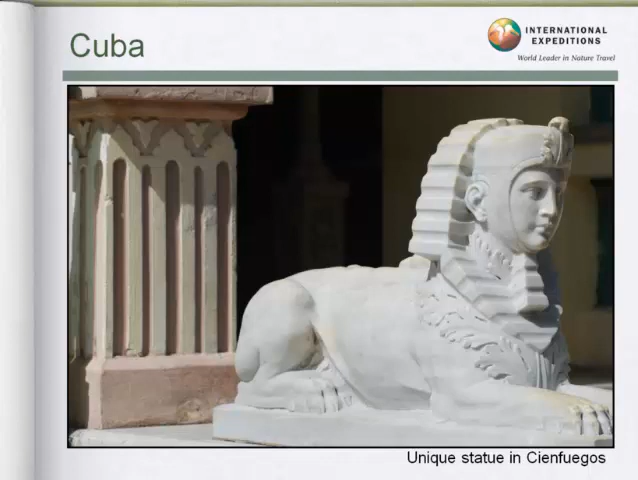 Cuba
INTERNATIONAL
EXPEDITIONS
World Leader in Nature Travel
Unique statue in Cienfuegos